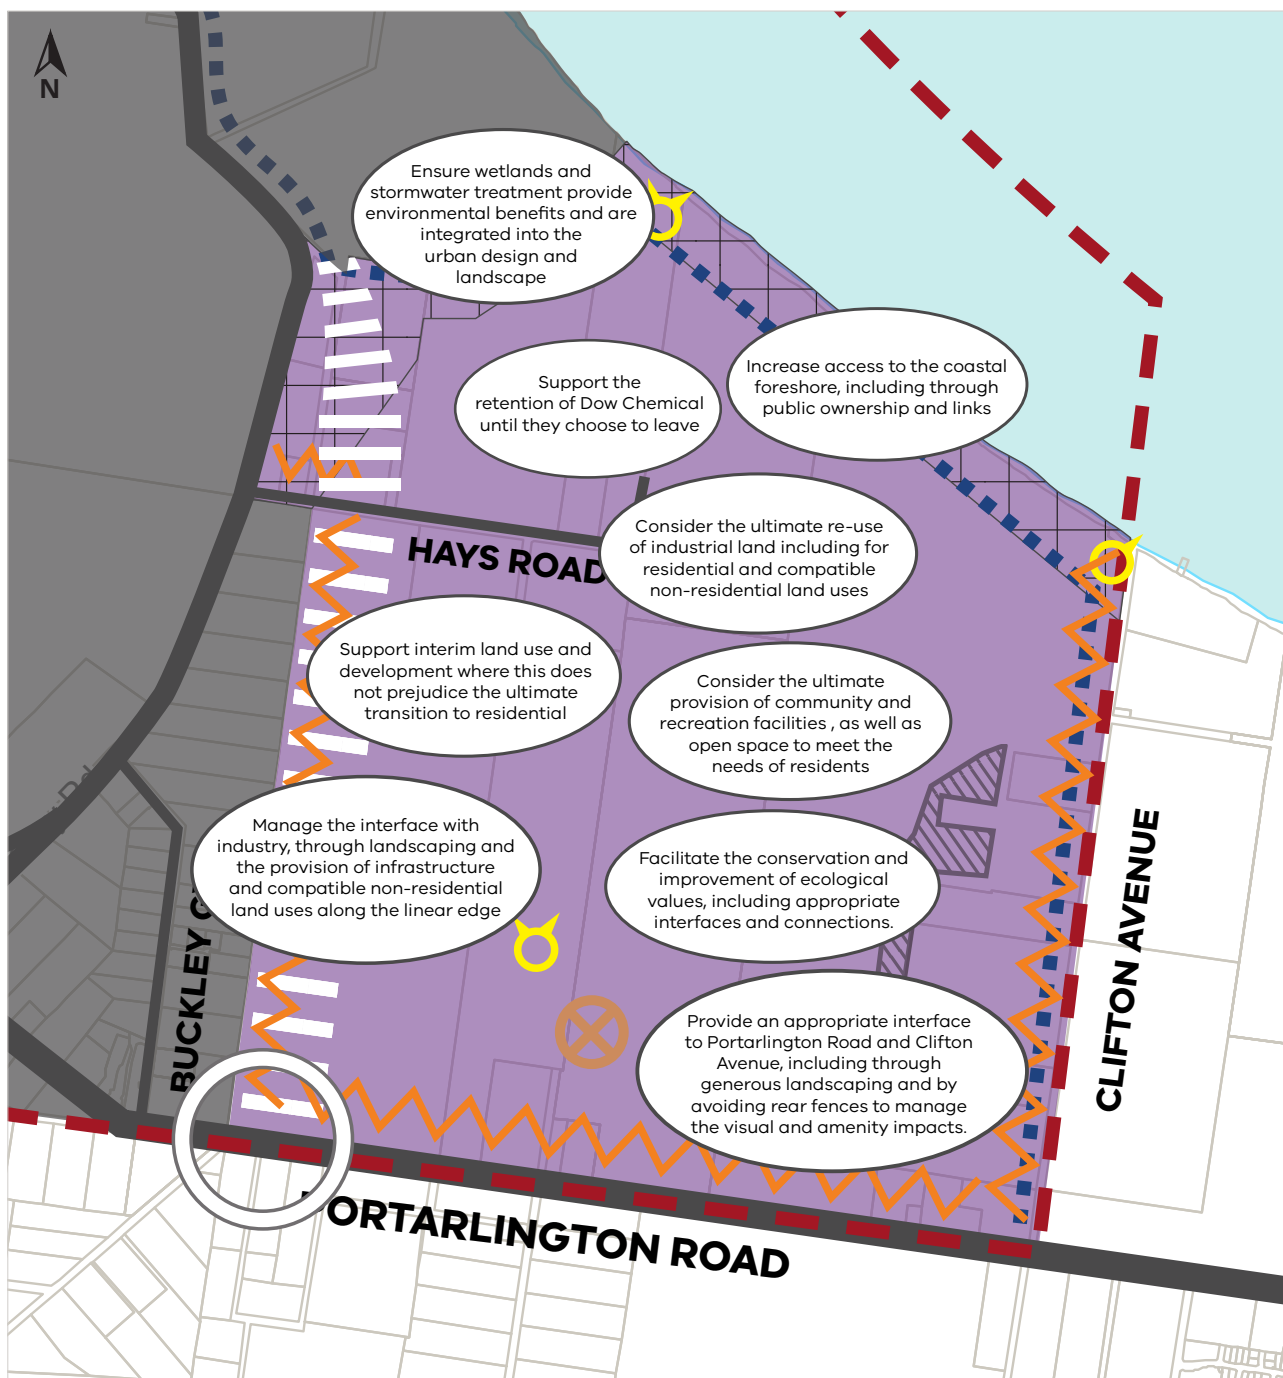 N
Ensure wetlands and
stormwater treatment provide
environmental benefits and are
integrated into the
urban design and
landscape
Increase access to the coastal
foreshore, including through
public ownership and links
Support the
retention of Dow Chemical
until they choose to leave
Consider the ultimate re-use
of industrial land including for
residential and compatible
non-residential land uses
HAYS ROAD
Support interim land use and
development where this does
not prejudice the ultimate
transition to residential
Consider the ultimate
provision of community and
recreation facilities , as well as
open space to meet the
needs of residents
Manage the interface with
industry, through landscaping and
the provision of infrastructure
and compatible non-residential
land uses along the linear edge
Facilitate the conservation and
improvement of ecological
values, including appropriate
interfaces and connections.
BUCKLEY
CLIFTON AVENUE
Provide an appropriate interface
to Portarlington Road and Clifton
Avenue, including through
generous landscaping and by
avoiding rear fences to manage
the visual and amenity impacts.
PORTARLINGTON ROAD